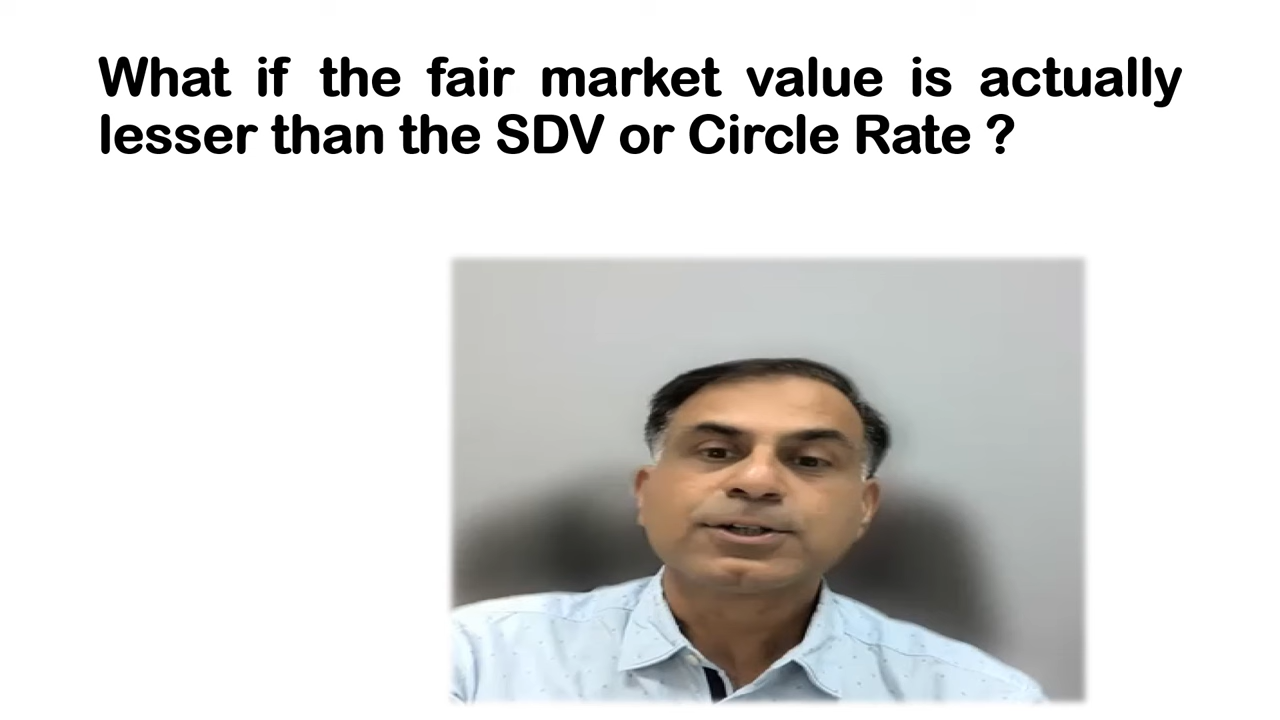 What if the fair market value is actually
lesser than the SDV or Circle Rate ?